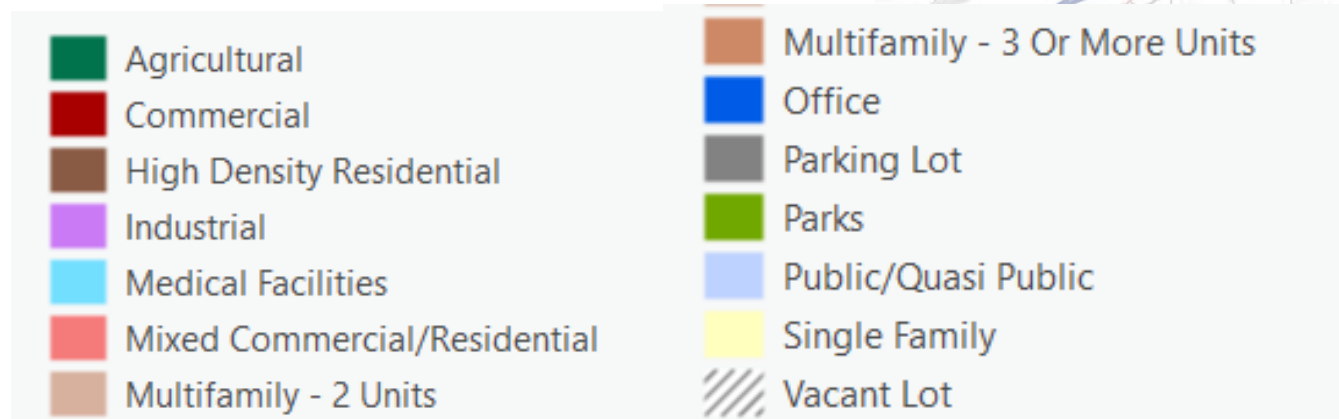 Agricultural
Commercial
High Density Residential
Industrial
Medical Facilities
Mixed Commercial/Residential
Multifamily - 2 Units
Multifamily - 3 Or More Units
Office
Parking Lot
Parks
Public/Quasi Public
Single Family
Vacant Lot